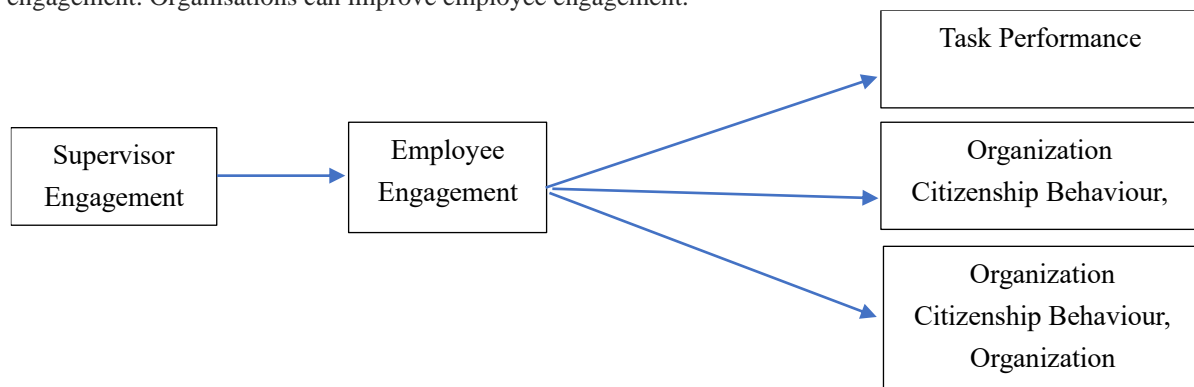 engagement. Organisations can improve employee engagement.
Task Performance
Supervisor
Engagement
Employee
Engagement
Organization
Citizenship Behaviour,
Organization
Citizenship Behaviour,
Organization